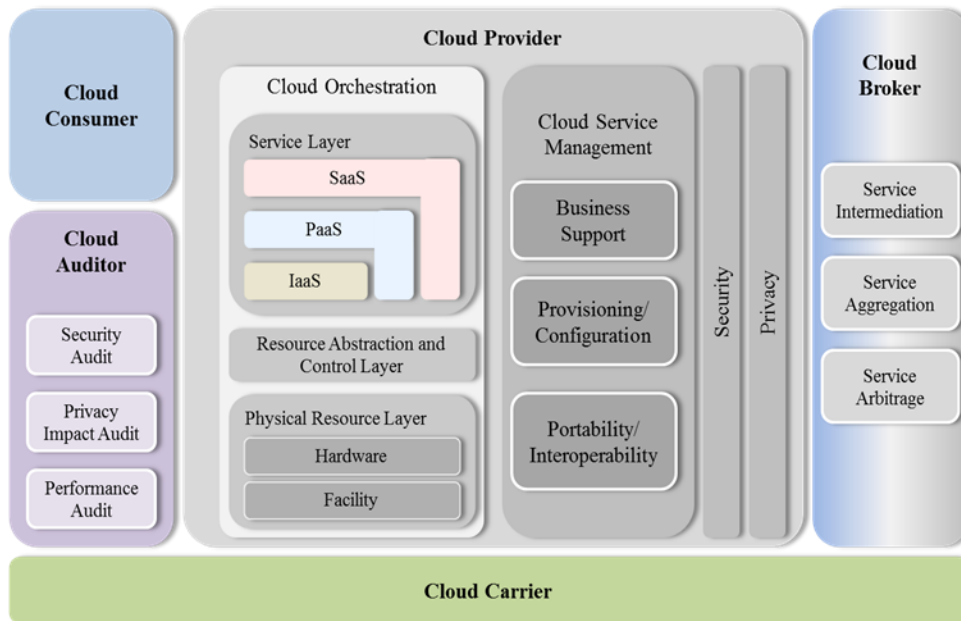 Cloud
Consumer
Cloud
Auditor
Security
Audit
Privacy
Impact Audit
Performance
Audit
Cloud Provider
Cloud Orchestration
Service Layer
SaaS
PaaS
IaaS
Resource Abstraction and
Control Layer
Physical Resource Layer
Hardware
Facility
Cloud Service
Management
Business
Support
Provisioning/
Configuration
Portability/
Interoperability
Security
Privacy
Cloud
Broker
Service
Intermediation
Service
Aggregation
Service
Arbitrage
Cloud Carrier